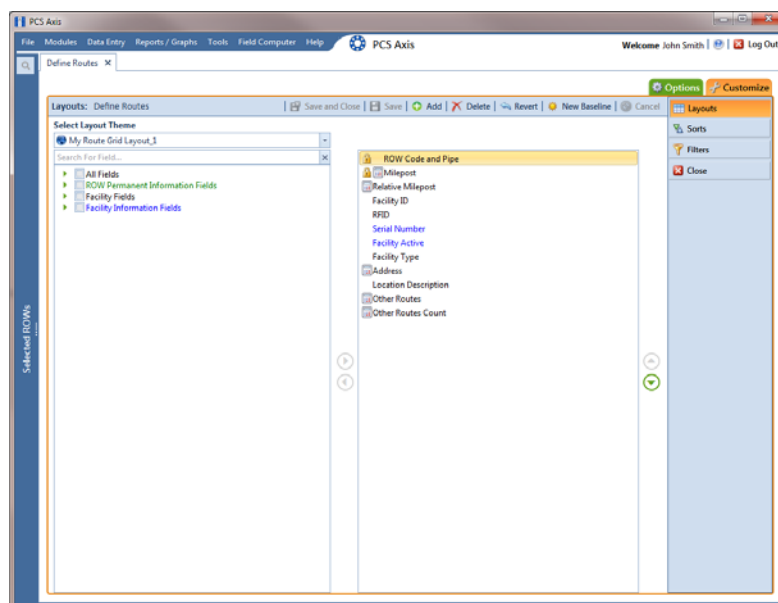 PCS Axis
File Modules Data Entry Reports / Graphs Tools Field Computer Help PCS Axis Welcome John Smith | Log Out
Define Routes
Options Customize
Layouts: Define Routes | Save and Close | Save | Add | Delete | Revert | New Baseline | Cancel
Layouts
Select Layout Theme
Sorts
My Route Grid Layout_1
Search For Field...
Filters
ROW Code and Pipe
All Fields
Close
Milepost
ROW Permanent Information Fields
Relative Milepost
Facility Fields
Facility ID
Facility Information Fields
RFID
Serial Number
Facility Active
Facility Type
Address
Location Description
Other Routes
Other Routes Count
Selected ROWs